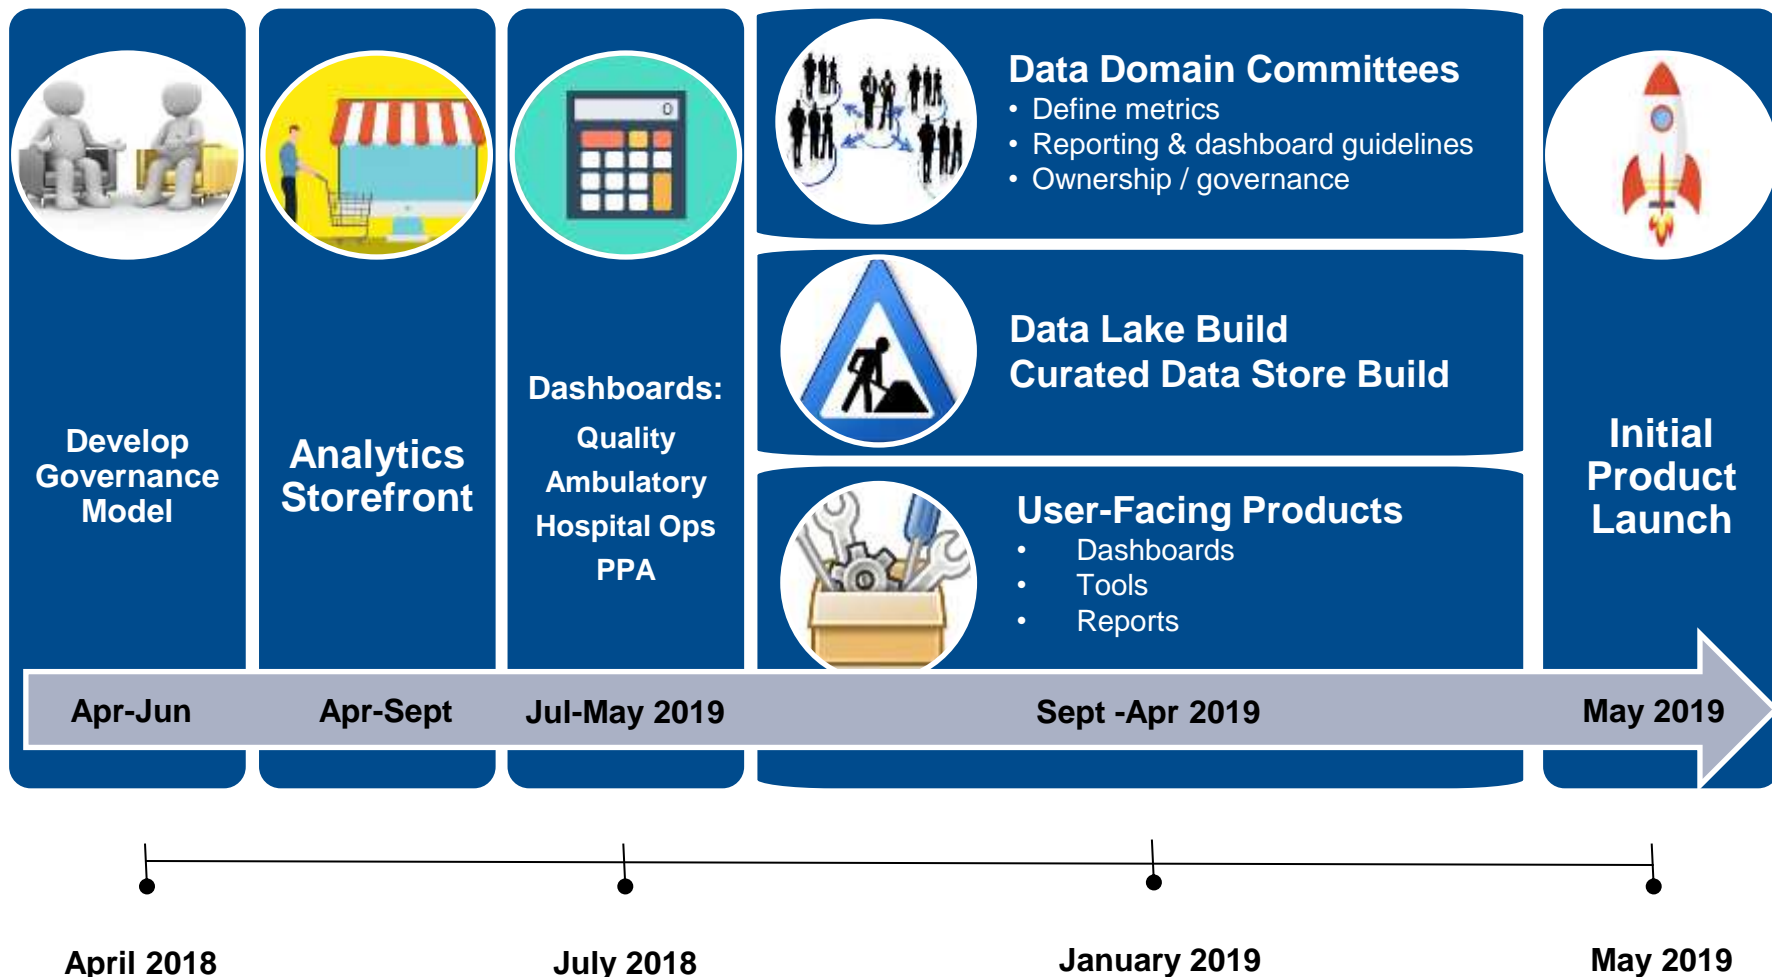 Develop
Governance
Model
Analytics
Storefront
0
Dashboards:
Quality
Ambulatory
Hospital Ops
PPA
Data Domain Committees
• Define metrics
• Reporting & dashboard guidelines
• Ownership / governance
Data Lake Build
Curated Data Store Build
User-Facing Products
• Dashboards
• Tools
• Reports
Initial
Product
Launch
Apr-Jun
Apr-Sept
Jul-May 2019
Sept -Apr 2019
May 2019
April 2018
July 2018
January 2019
May 2019